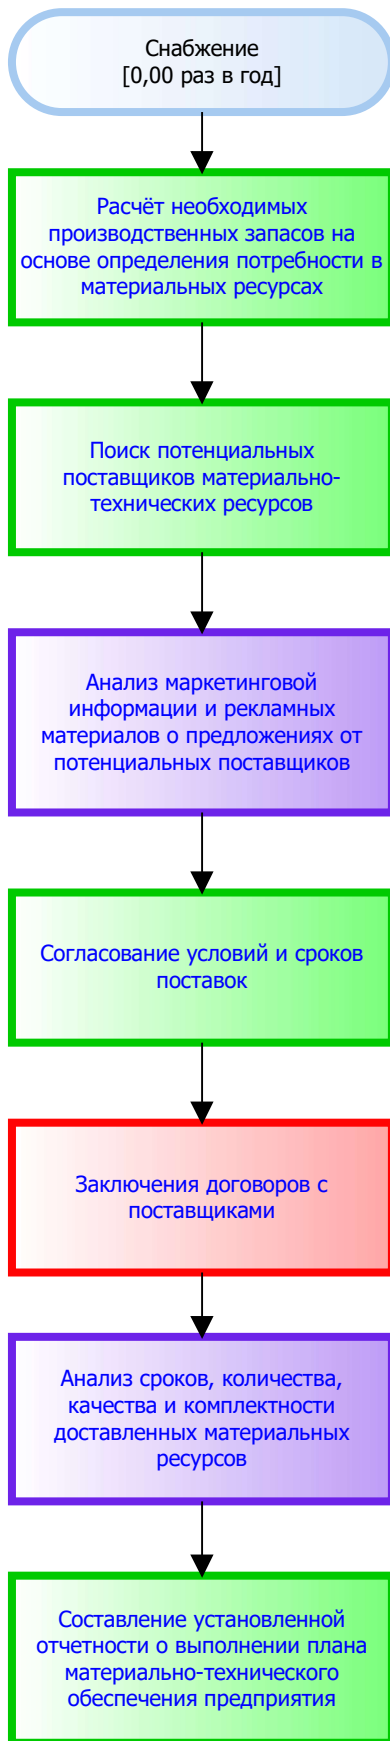 Снабжение
[0,00 раз в год]
Расчёт необходимых
производственных запасов на
основе определения потребности в
материальных ресурсах
Поиск потенциальных
поставщиков материально-
технических ресурсов
Анализ маркетинговой
информации и рекламных
материалов о предложениях от
потенциальных поставщиков
Согласование условий и сроков
поставок
Заключения договоров с
поставщиками
Анализ сроков, количества,
качества и комплектности
доставленных материальных
ресурсов
Составление установленной
отчетности о выполнении плана
материально-технического
обеспечения предприятия